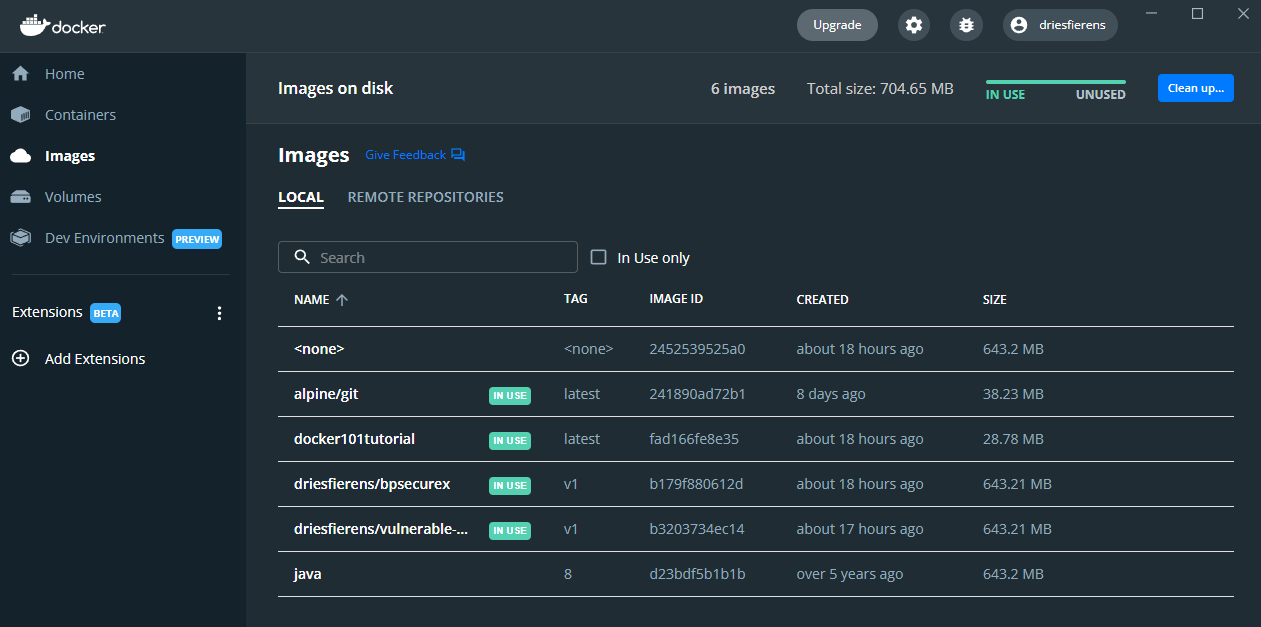 docker
Upgrade
driesfierens
Home
Containers
Images
Volumes
Dev Environments PREVIEW
Extensions BETA
Add Extensions
Images on disk
6 images
Total size: 704.65 MB
IN USE
UNUSED
Clean up...
Images
Give Feedback
LOCAL
REMOTE REPOSITORIES
Search
In Use only
NAME TAG IMAGE ID CREATED SIZE
<none> <none> 2452539525a0 about 18 hours ago 643.2 MB
alpine/git IN USE latest 241890ad72b1 8 days ago 38.23 MB
docker101tutorial IN USE latest fad166fe8e35 about 18 hours ago 28.78 MB
driesfierens/bpsecurex IN USE v1 b179f880612d about 18 hours ago 643.21 MB
driesfierens/vulnerable-... IN USE v1 b3203734ec14 about 17 hours ago 643.21 MB
java 8 d23bdf5b1b1b over 5 years ago 643.2 MB